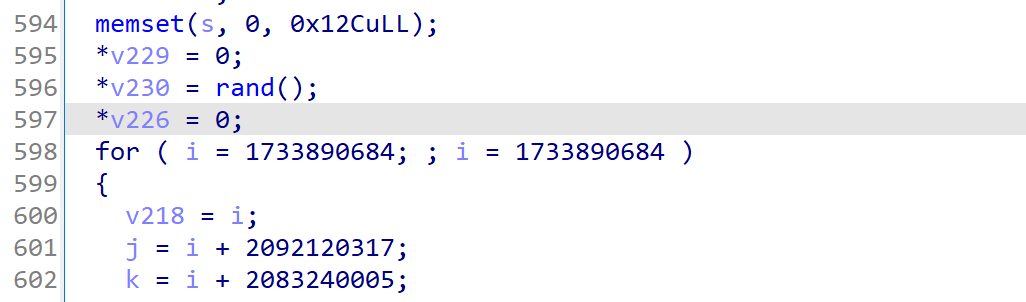 594 memset(s, 0, 0x12CuLL);
595 *v229 = 0;
596 *v230 = rand();
597 *v226 = 0;
598 for ( i = 1733890684; ; i = 1733890684 )
599 {
600 v218 = i;
601 j = i + 2092120317;
602 k = i + 2083240005;